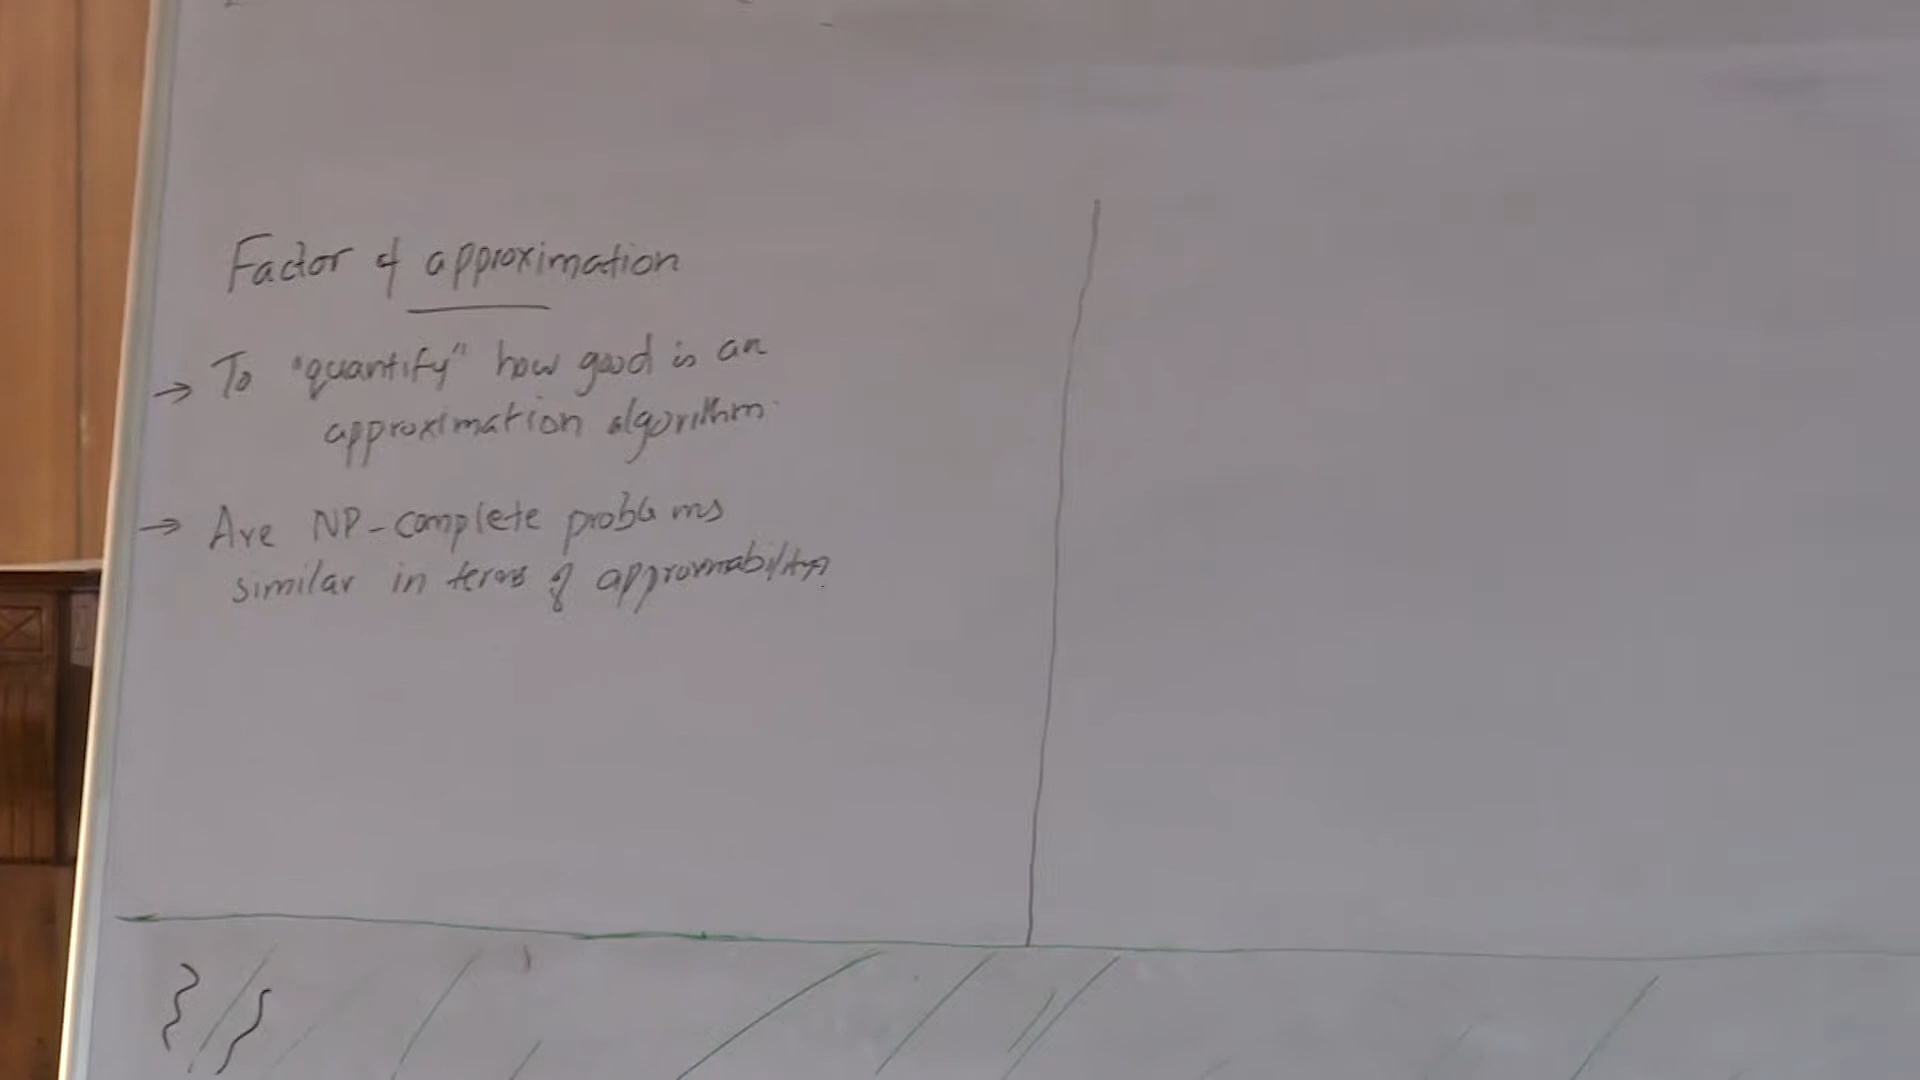 Factor of approximation
→ To "quantify" how good is an
approximation algorithm.
→ Are NP-complete problems
similar in terms of approximability?